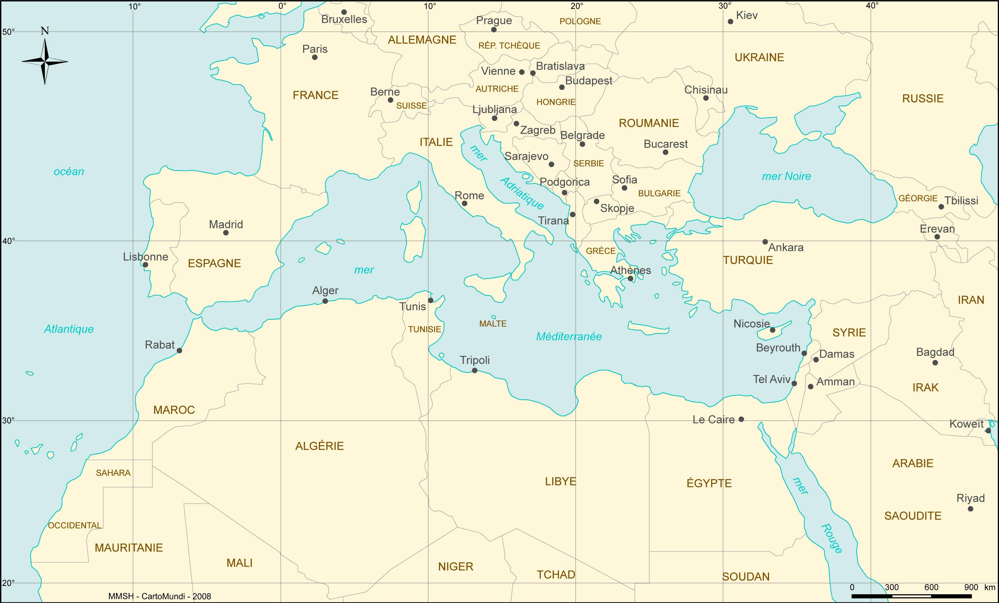 10°
0°
10°
20°
30°
40°
Bruxelles
Kiev
Prague
POLOGNE
50°
N
ALLEMAGNE
RÉP. TCHÈQUE
Paris
UKRAINE
Vienne
Bratislava
Budapest
AUTRICHE
Chisinau
FRANCE
Berne
SUISSE
HONGRIE
RUSSIE
Ljubljana
Zagreb
ROUMANIE
Belgrade
ITALIE
Bucarest
mer
Sarajevo
SERBIE
océan
mer Noire
Adriatique
Podgorica
Sofia
BULGARIE
Rome
GÉORGIE
Tbilissi
Skopje
Tirana
Madrid
Erevan
40°
Ankara
GRÈCE
Lisbonne
ESPAGNE
TURQUIE
mer
Athènes
Alger
Tunis
IRAN
MALTE
Nicosie
Atlantique
TUNISIE
SYRIE
Méditerranée
Rabat
Beyrouth
Damas
Bagdad
Tripoli
Tel Aviv
Amman
IRAK
MAROC
30°
Le Caire
Koweït
ALGÉRIE
ARABIE
SAHARA
LIBYE
ÉGYPTE
mer
Riyad
SAOUDITE
OCCIDENTAL
Rouge
MAURITANIE
MALI
NIGER
TCHAD
SOUDAN
20°
0 300 600 900 km
MMSH - CartoMundi - 2008